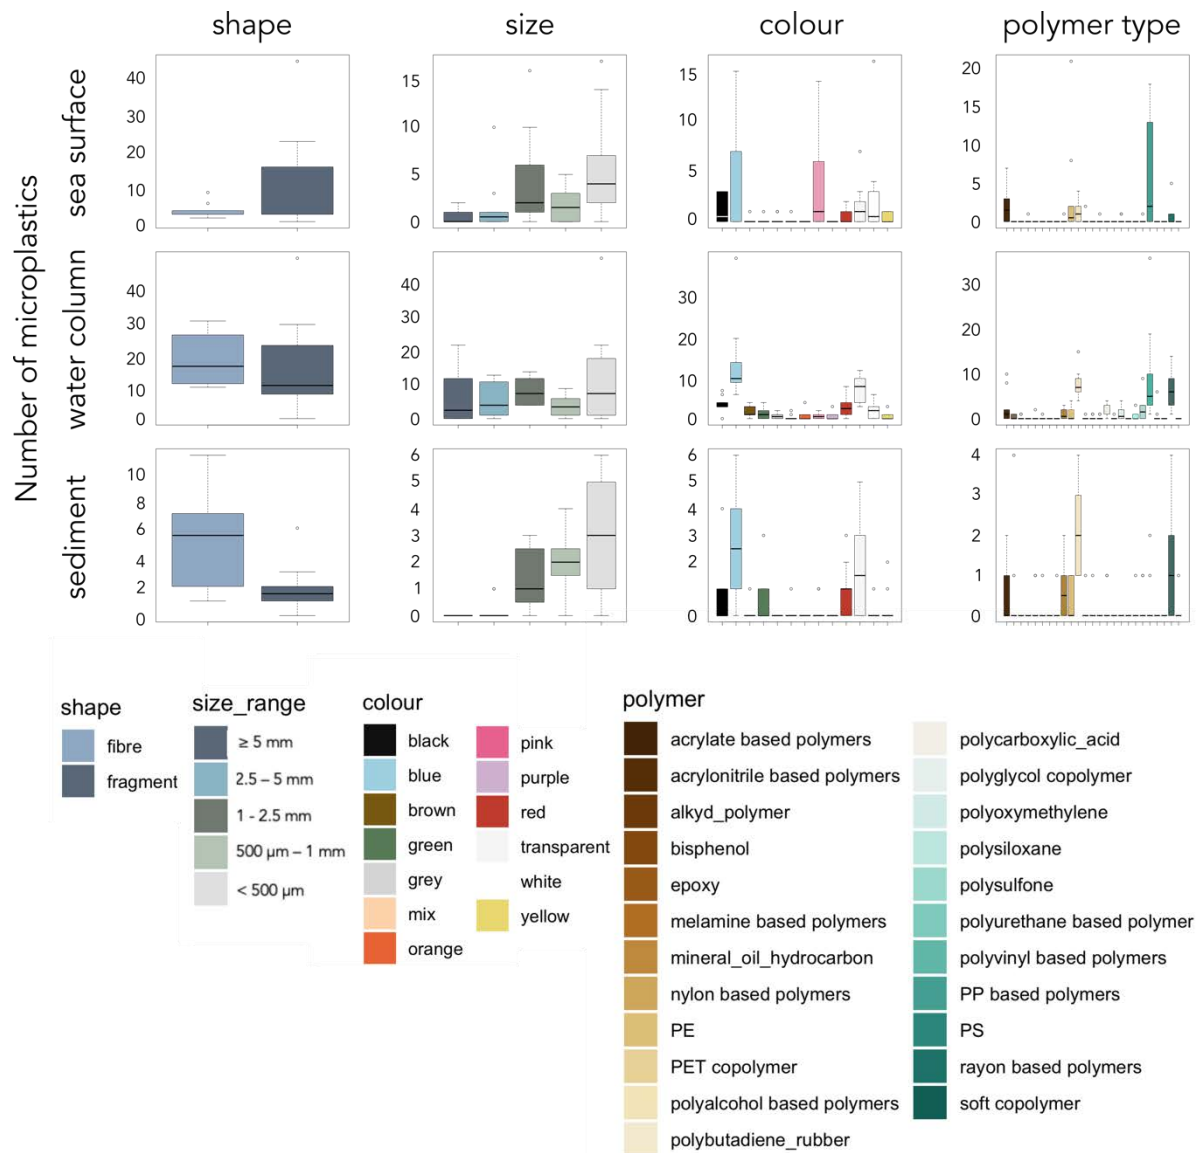 shape size colour polymer type
Number of microplastics
sea surface
40
30
20
10
0
15
10
5
0
15
10
5
0
20
15
10
5
0
water column
40
30
20
10
0
40
30
20
10
0
30
20
10
0
30
20
10
0
sediment
10
8
6
4
2
0
6
5
4
3
2
1
0
6
5
4
3
2
0
4
3
2
1
0
shape
fibre
fragment
size_range
≥ 5 mm
2.5 – 5 mm
1 - 2.5 mm
500 µm – 1 mm
< 500 µm
colour
black
blue
brown
green
grey
mix
orange
pink
purple
red
transparent
white
yellow
polymer
acrylate based polymers
acrylonitrile based polymers
alkyd_polymer
bisphenol
epoxy
melamine based polymers
mineral_oil_hydrocarbon
nylon based polymers
PE
PET copolymer
polyalcohol based polymers
polybutadiene_rubber
polycarboxylic_acid
polyglycol copolymer
polyoxymethylene
polysiloxane
polysulfone
polyurethane based polymer
polyvinyl based polymers
PP based polymers
PS
rayon based polymers
soft copolymer